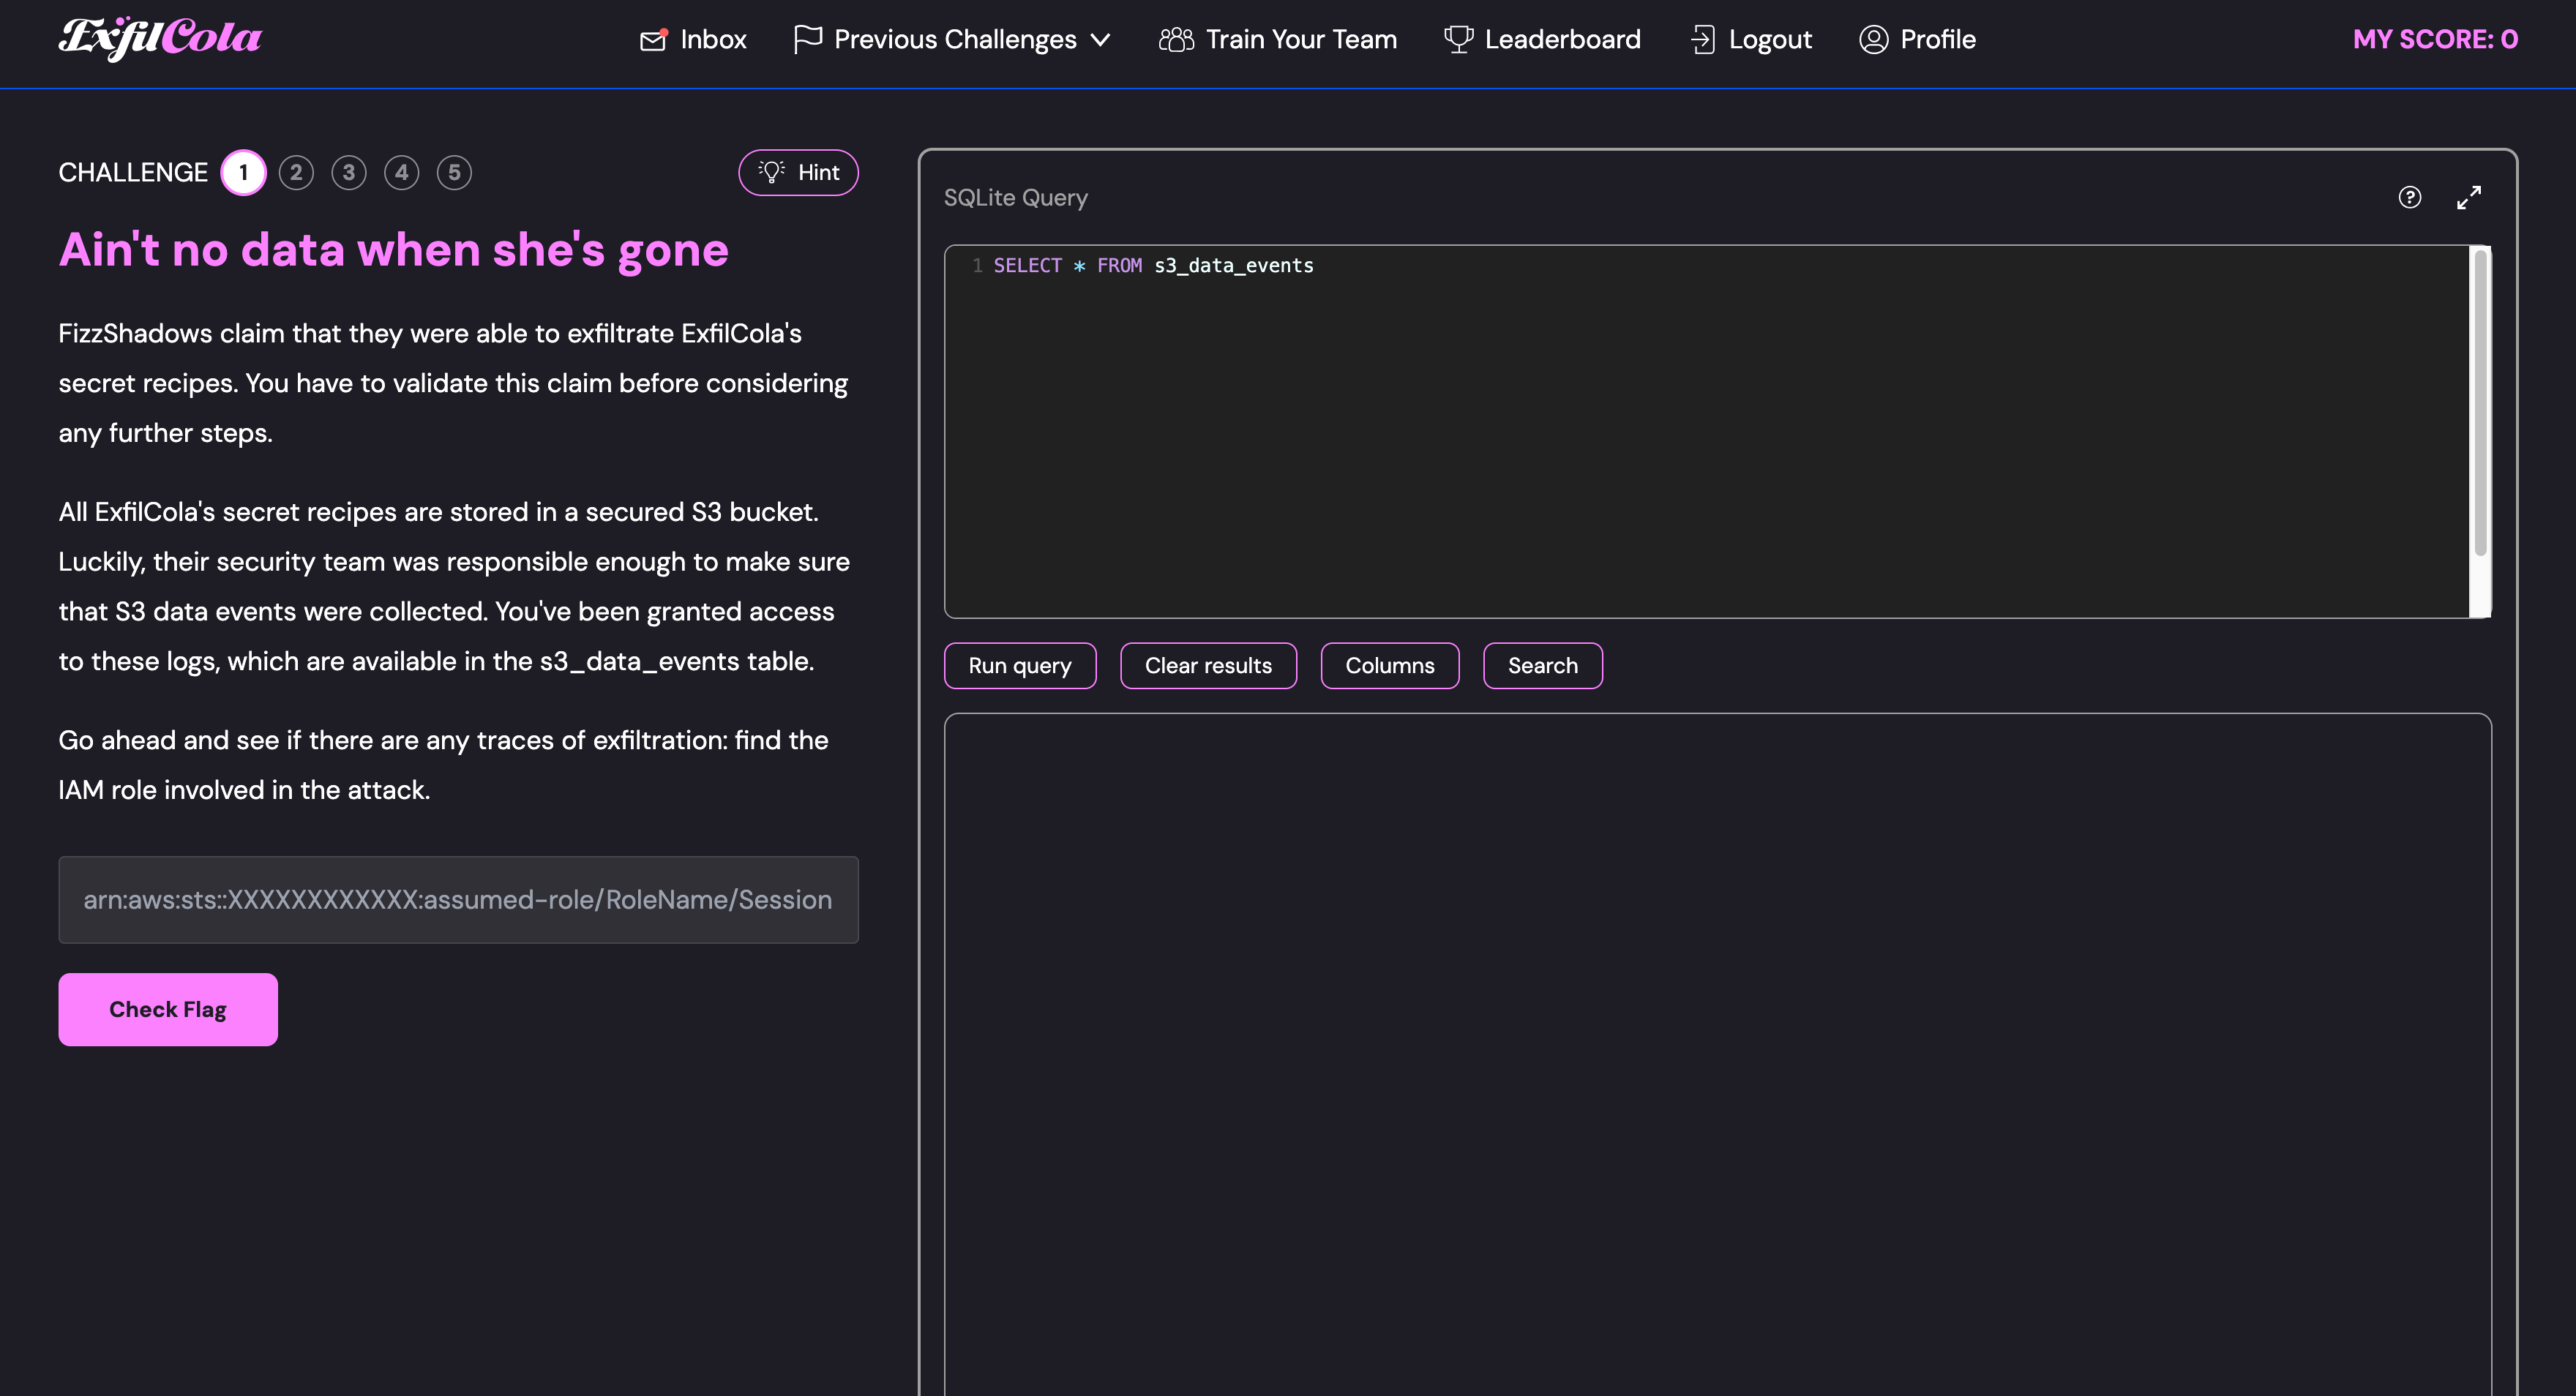 ExfilCola
Inbox
Previous Challenges
Train Your Team
Leaderboard
Logout
Profile
MY SCORE: 0
CHALLENGE 1 2 3 4 5
Hint
Ain't no data when she's gone
FizzShadows claim that they were able to exfiltrate ExfilCola's
secret recipes. You have to validate this claim before considering
any further steps.
All ExfilCola's secret recipes are stored in a secured S3 bucket.
Luckily, their security team was responsible enough to make sure
that S3 data events were collected. You've been granted access
to these logs, which are available in the s3_data_events table.
Go ahead and see if there are any traces of exfiltration: find the
IAM role involved in the attack.
arn:aws:sts::XXXXXXXXXXXX:assumed-role/RoleName/Session
Check Flag
SQLite Query
?
1 SELECT * FROM s3_data_events
Run query
Clear results
Columns
Search